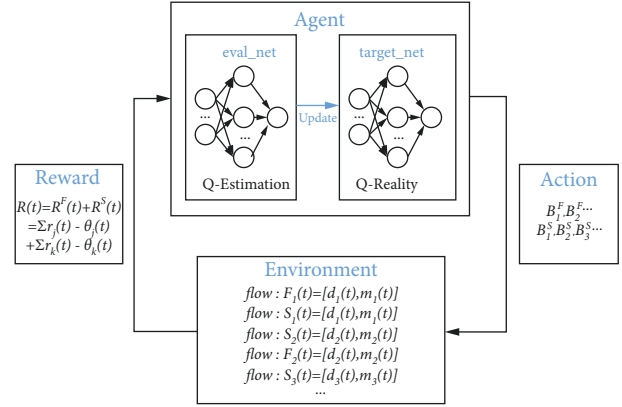 Agent
eval_net
target_net
...
...
Update
...
...
Q-Estimation
Q-Reality
Reward
R(t)=R^F(t)+R^S(t)
=Σr_j(t) - θ_j(t)
+Σr_k(t) - θ_k(t)
Action
B_1^F.B_2^F...
B_1^S.B_2^S.B_3^S...
Environment
flow : F_1(t)=[d_1(t),m_1(t)]
flow : S_1(t)=[d_1(t),m_1(t)]
flow : S_2(t)=[d_2(t),m_2(t)]
flow : F_2(t)=[d_2(t),m_2(t)]
flow : S_3(t)=[d_3(t),m_3(t)]
...